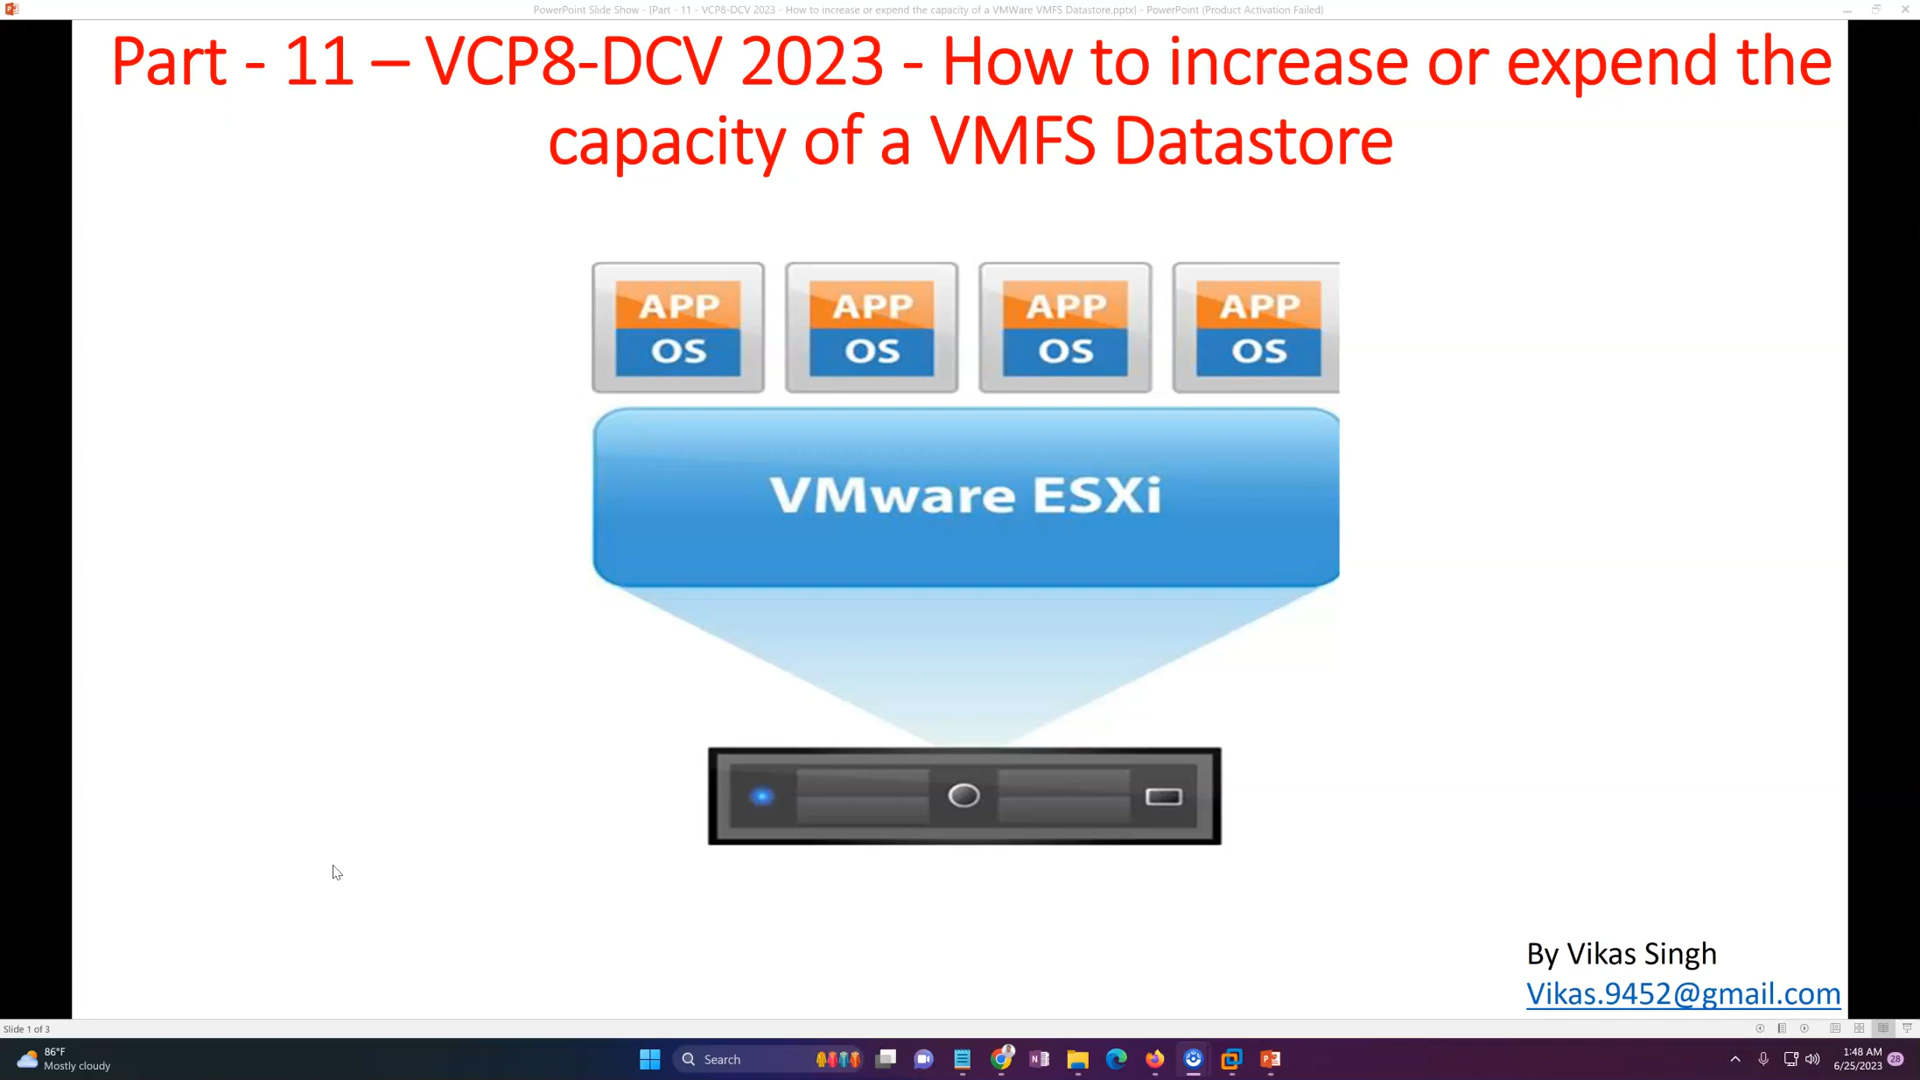 PowerPoint Slide Show - [Part - 11 - VCP8-DCV 2023 - How to increase or expend the capacity of a VMWare VMFS Datastore.pptx] - PowerPoint (Product Activation Failed)
Part - 11 – VCP8-DCV 2023 - How to increase or expend the
capacity of a VMFS Datastore
APP APP APP APP
OS OS OS OS
VMware ESXi
By Vikas Singh
Vikas.9452@gmail.com
Slide 1 of 3
86°F
Mostly cloudy
Search
1:48 AM
6/25/2023
28